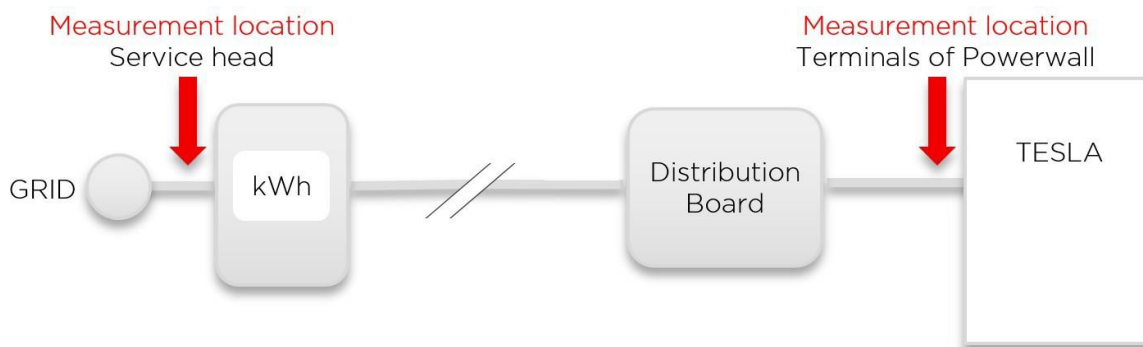 Measurement location
Service head
Measurement location
Terminals of Powerwall
GRID
kWh
Distribution
Board
TESLA